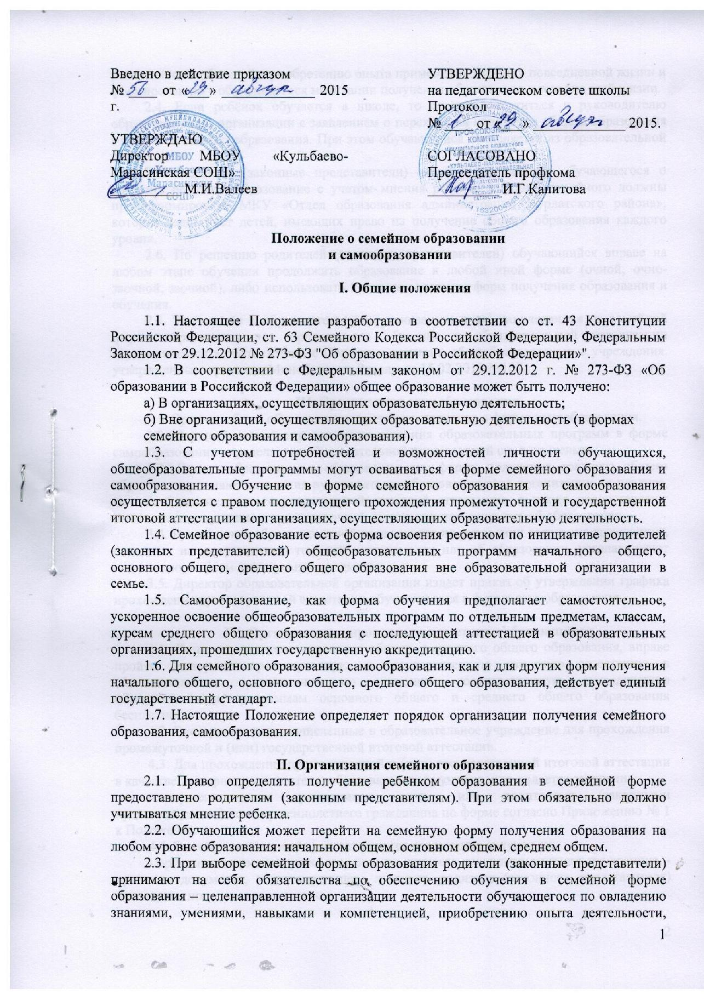 Введено в действие приказом
№ 56 от «29» август 2015
г.
УТВЕРЖДАЮ
Директор МБОУ «Кульбаево-
Марасинская СОШ»
М.И.Валеев
УТВЕРЖДЕНО
на педагогическом совете школы
Протокол
№ 1 от «29» август 2015.
СОГЛАСОВАНО
Председатель профкома
И.Г.Капитова
МБОУ
«Кульбаево-
Марасинская
СОШ»
ПРОФСОЮЗНЫЙ
КОМИТЕТ
Положение о семейном образовании
и самообразовании
I. Общие положения
1.1. Настоящее Положение разработано в соответствии со ст. 43 Конституции
Российской Федерации, ст. 63 Семейного Кодекса Российской Федерации, Федеральным
Законом от 29.12.2012 № 273-ФЗ "Об образовании в Российской Федерации»"
1.2. В соответствии с Федеральным законом от 29.12.2012 г. № 273-ФЗ «Об
образовании в Российской Федерации» общее образование может быть получено:
а) В организациях, осуществляющих образовательную деятельность;
б) Вне организаций, осуществляющих образовательную деятельность (в формах
семейного образования и самообразования).
1.3. С учетом потребностей и возможностей личности обучающихся,
общеобразовательные программы могут осваиваться в форме семейного образования и
самообразования. Обучение в форме семейного образования и самообразования
осуществляется с правом последующего прохождения промежуточной и государственной
итоговой аттестации в организациях, осуществляющих образовательную деятельность.
1.4. Семейное образование есть форма освоения ребенком по инициативе родителей
(законных представителей) общеобразовательных программ начального общего,
основного общего, среднего общего образования вне образовательной организации в
семье.
1.5. Самообразование, как форма обучения предполагает самостоятельное,
ускоренное освоение общеобразовательных программ по отдельным предметам, классам,
курсам среднего общего образования с последующей аттестацией в образовательных
организациях, прошедших государственную аккредитацию.
1.6. Для семейного образования, самообразования, как и для других форм получения
начального общего, основного общего, среднего общего образования, действует единый
государственный стандарт.
1.7. Настоящие Положение определяет порядок организации получения семейного
образования, самообразования.
II. Организация семейного образования
2.1. Право определять получение ребёнком образования в семейной форме
предоставлено родителям (законным представителям). При этом обязательно должно
учитываться мнение ребенка.
2.2. Обучающийся может перейти на семейную форму получения образования на
любом уровне образования: начальном общем, основном общем, среднем общем.
2.3. При выборе семейной формы образования родители (законные представители)
принимают на себя обязательства по обеспечению обучения в семейной форме
образования – целенаправленной организации деятельности обучающегося по овладению
знаниями, умениями, навыками и компетенцией, приобретению опыта деятельности,
1